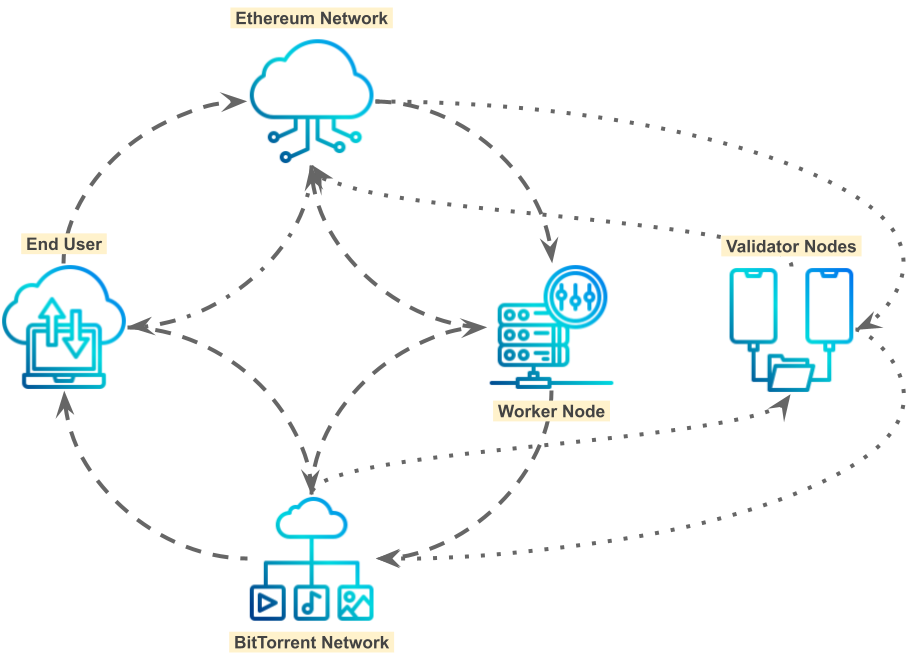 Ethereum Network
End User
Validator Nodes
Worker Node
BitTorrent Network